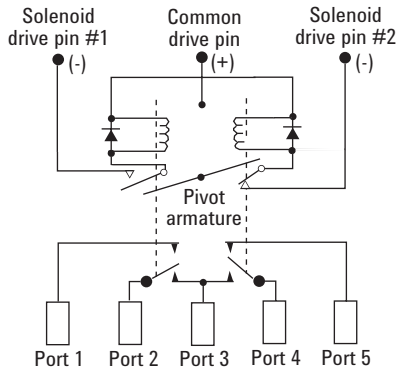 Solenoid
drive pin #1
(-)
Common
drive pin
(+)
Solenoid
drive pin #2
(-)
Pivot
armature
Port 1
Port 2
Port 3
Port 4
Port 5